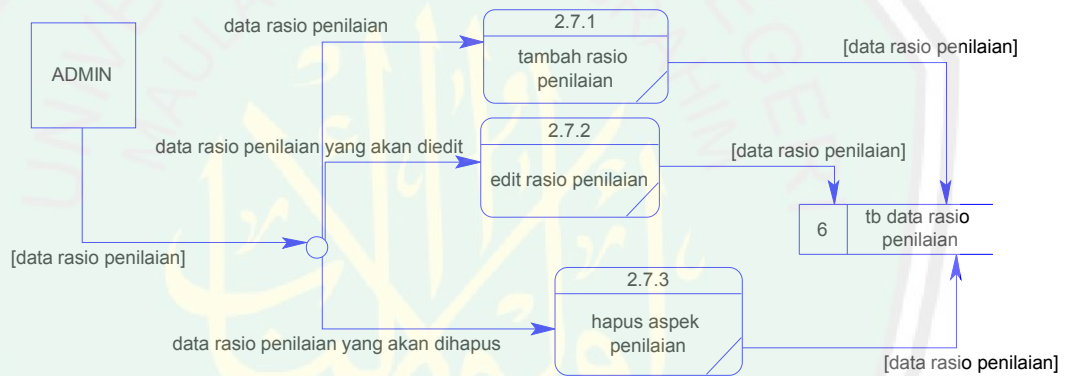 data rasio penilaian
2.7.1
tambah rasio
penilaian
[data rasio penilaian]
ADMIN
data rasio penilaian yang akan diedit
2.7.2
edit rasio penilaian
[data rasio penilaian]
6
tb data rasio
penilaian
[data rasio penilaian]
2.7.3
hapus aspek
penilaian
data rasio penilaian yang akan dihapus
[data rasio penilaian]